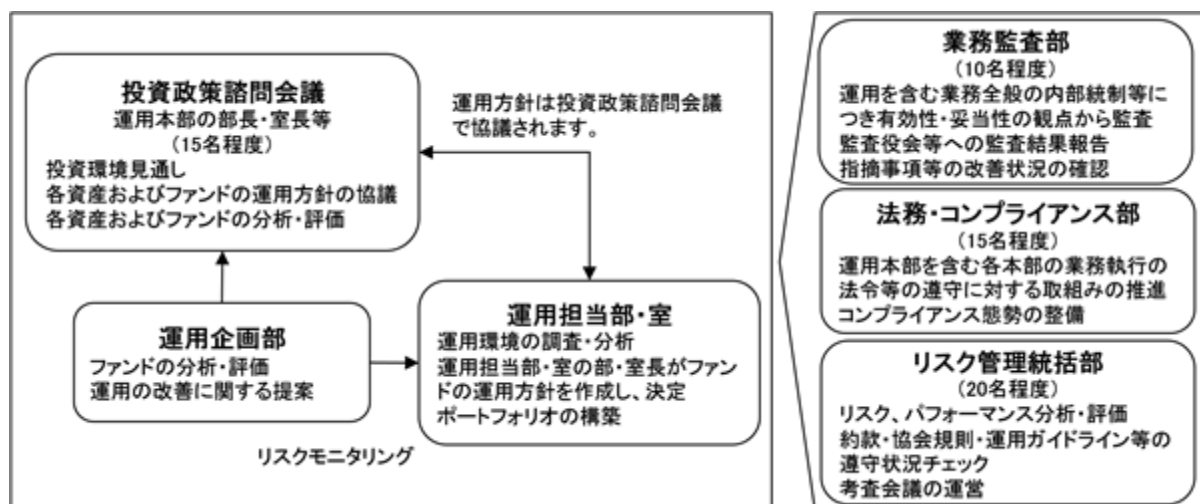 投資政策諮問会議
運用本部の部長・室長等
(15名程度)
投資環境見通し
各資産およびファンドの運用方針の協議
各資産およびファンドの分析・評価
運用方針は投資政策諮問会議
で協議されます。
運用企画部
ファンドの分析・評価
運用の改善に関する提案
運用担当部・室
運用環境の調査・分析
運用担当部・室の部・室長がファン
ドの運用方針を作成し、決定
ポートフォリオの構築
リスクモニタリング
業務監査部
(10名程度)
運用を含む業務全般の内部統制等に
つき有効性・妥当性の観点から監査
監査役会等への監査結果報告
指摘事項等の改善状況の確認
法務・コンプライアンス部
(15名程度)
運用本部を含む各本部の業務執行の
法令等の遵守に対する取組みの推進
コンプライアンス態勢の整備
リスク管理統括部
(20名程度)
リスク、パフォーマンス分析・評価
約款・協会規則・運用ガイドライン等の
遵守状況チェック
考査会議の運営